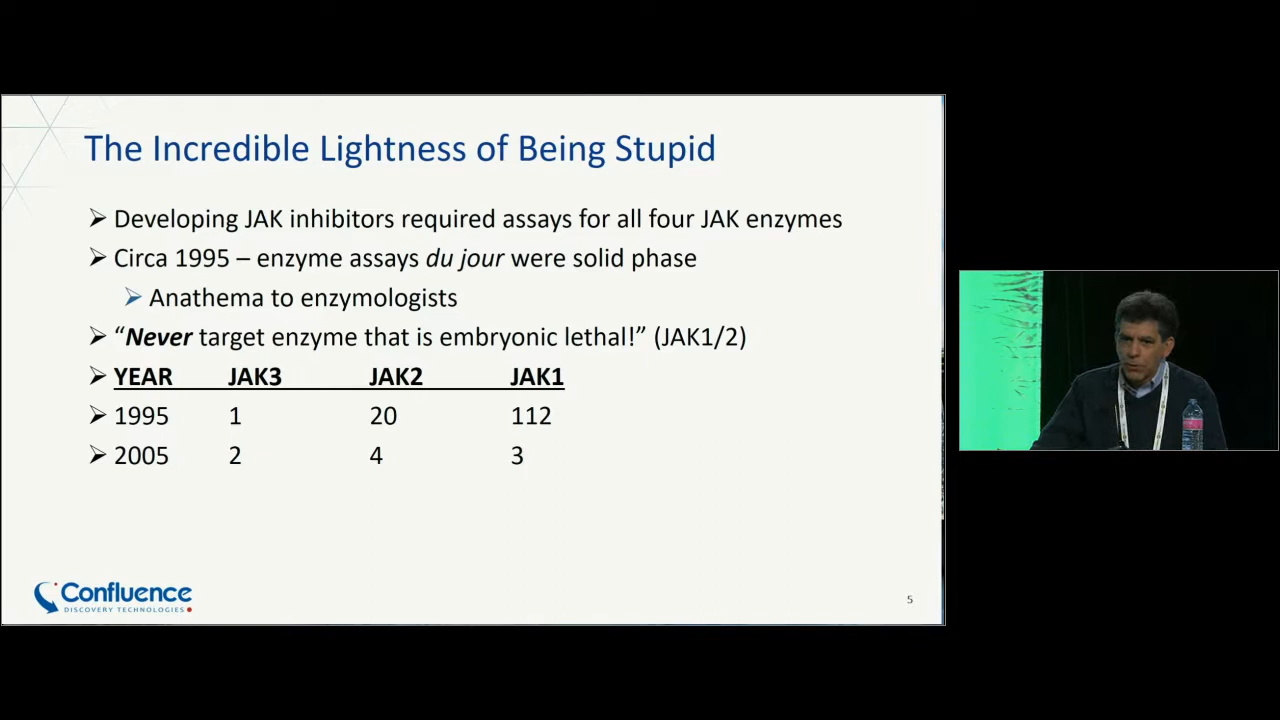 The Incredible Lightness of Being Stupid
Developing JAK inhibitors required assays for all four JAK enzymes
Circa 1995 – enzyme assays du jour were solid phase
Anathema to enzymologists
“Never target enzyme that is embryonic lethal!” (JAK1/2)
YEAR JAK3 JAK2 JAK1
1995 1 20 112
2005 2 4 3
Confluence
DISCOVERY TECHNOLOGIES
5